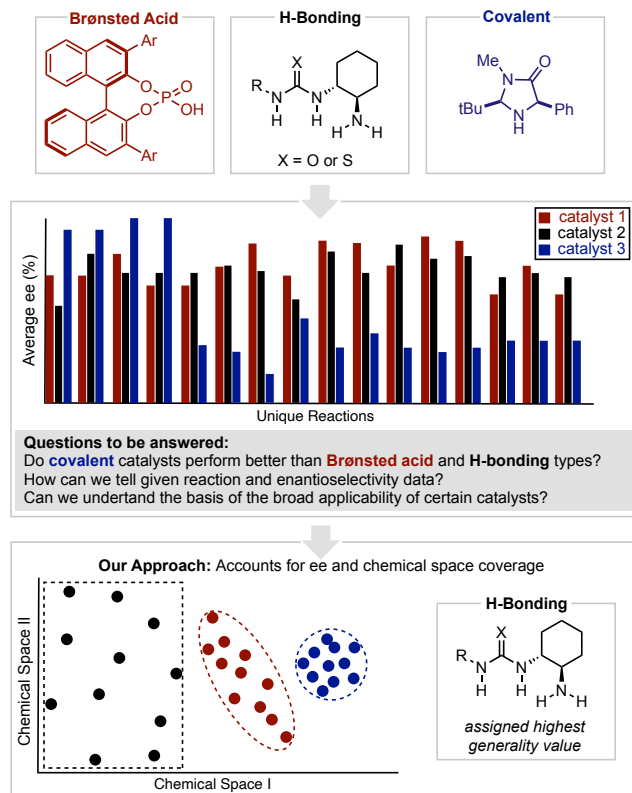 Brønsted Acid
H-Bonding
Covalent
Ar
O
O
P
O
OH
Ar
X
R
N
H
N
H
N
H
H
X = O or S
Me
N
O
tBu
N
H
Ph
catalyst 1
catalyst 2
catalyst 3
Average ee (%)
Unique Reactions
Questions to be answered:
Do covalent catalysts perform better than Brønsted acid and H-bonding types?
How can we tell given reaction and enantioselectivity data?
Can we undertand the basis of the broad applicability of certain catalysts?
Our Approach: Accounts for ee and chemical space coverage
Chemical Space II
Chemical Space I
H-Bonding
X
R
N
H
N
H
N
H
H
assigned highest
generality value